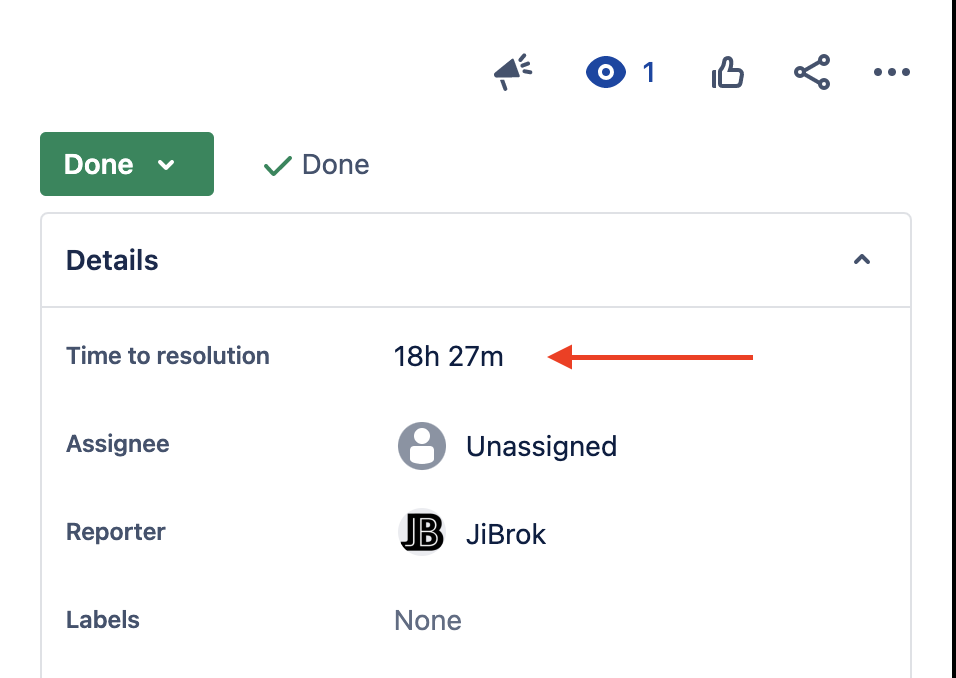 1
Done
Done
Details
Time to resolution 18h 27m
Assignee Unassigned
Reporter JB JiBrok
Labels None